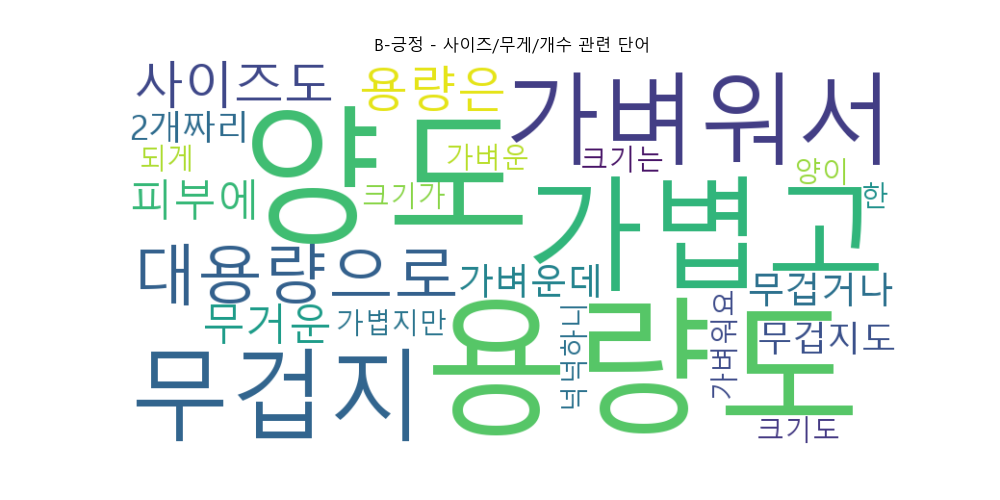 B-긍정 - 사이즈/무게/개수 관련 단어
사이즈도
용량은
가벼워서
2개짜리
양도
되게
가벼운
크기는
양이
피부에
크기가
가볍고
한
대용량으로
가벼운데
무겁거나
무거운
가볍지만
넉넉하니
가벼워요
무겁지도
무겁지
용량도
크기도